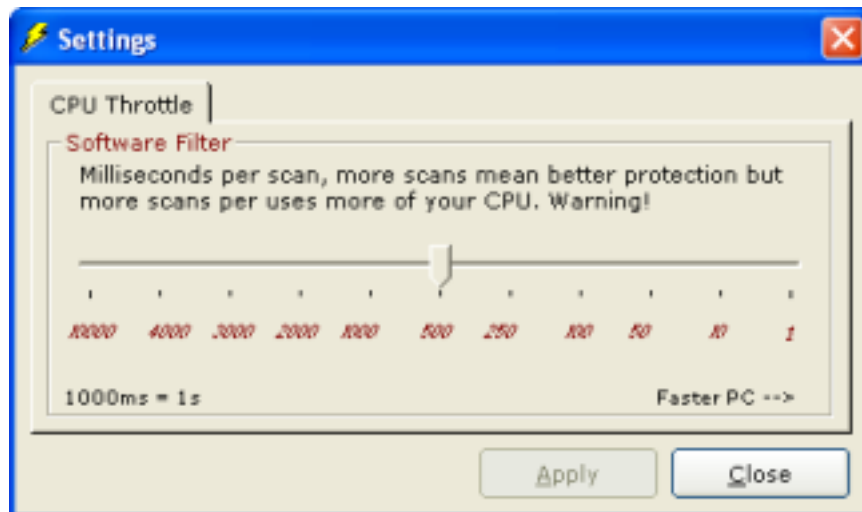 Settings
CPU Throttle
Software Filter
Milliseconds per scan, more scans mean better protection but
more scans per uses more of your CPU. Warning!
10000 4000 3000 2000 1000 500 250 100 50 10 1
1000ms = 1s Faster PC -->
Apply Close